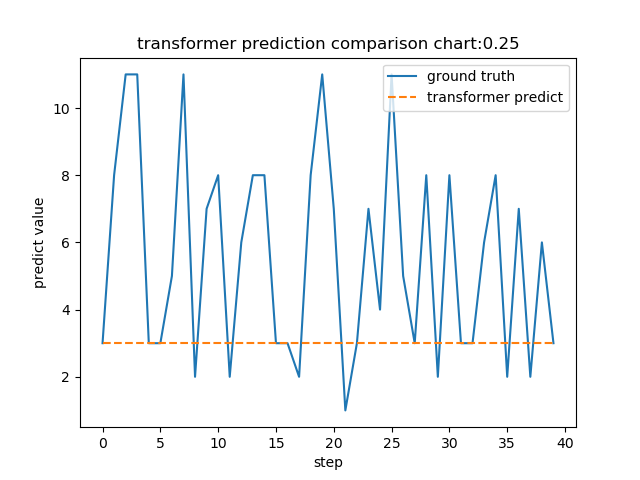 transformer prediction comparison chart:0.25
ground truth
transformer predict
10
8
6
4
2
predict value
0 5 10 15 20 25 30 35 40
step